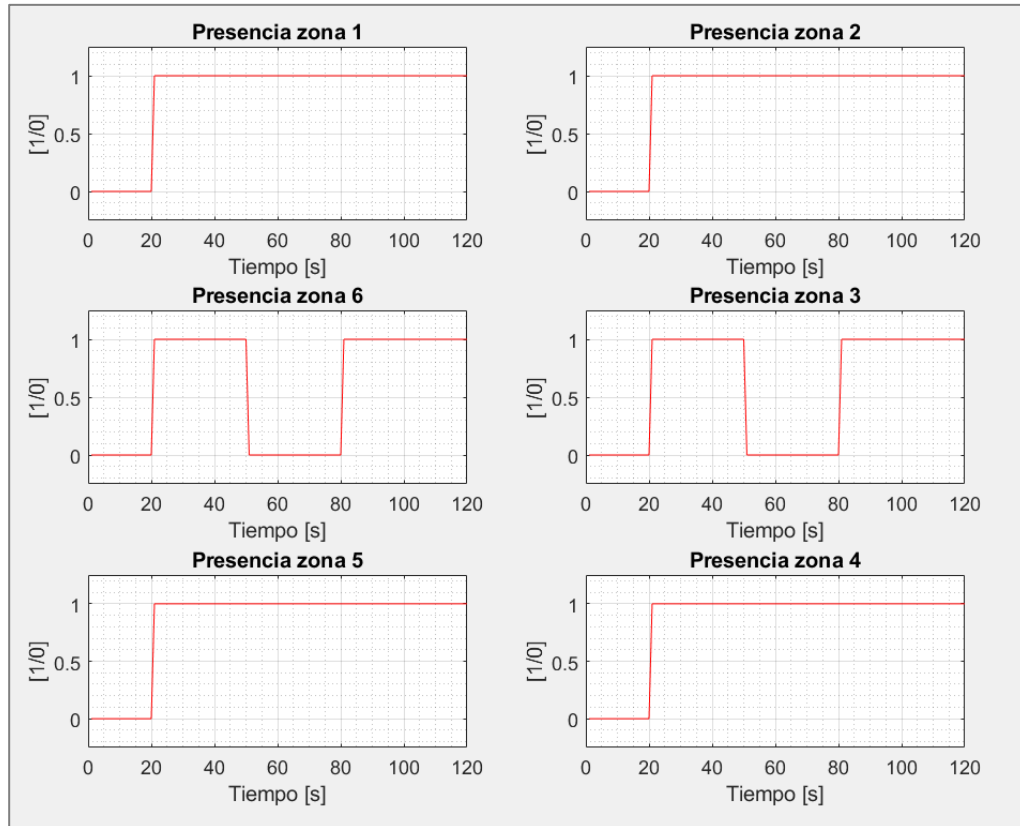 Presencia zona 1
1
0.5
0
[1/0]
0 20 40 60 80 100 120
Tiempo [s]
Presencia zona 2
1
0.5
0
[1/0]
0 20 40 60 80 100 120
Tiempo [s]
Presencia zona 6
1
0.5
0
[1/0]
0 20 40 60 80 100 120
Tiempo [s]
Presencia zona 3
1
0.5
0
[1/0]
0 20 40 60 80 100 120
Tiempo [s]
Presencia zona 5
1
0.5
0
[1/0]
0 20 40 60 80 100 120
Tiempo [s]
Presencia zona 4
1
0.5
0
[1/0]
0 20 40 60 80 100 120
Tiempo [s]